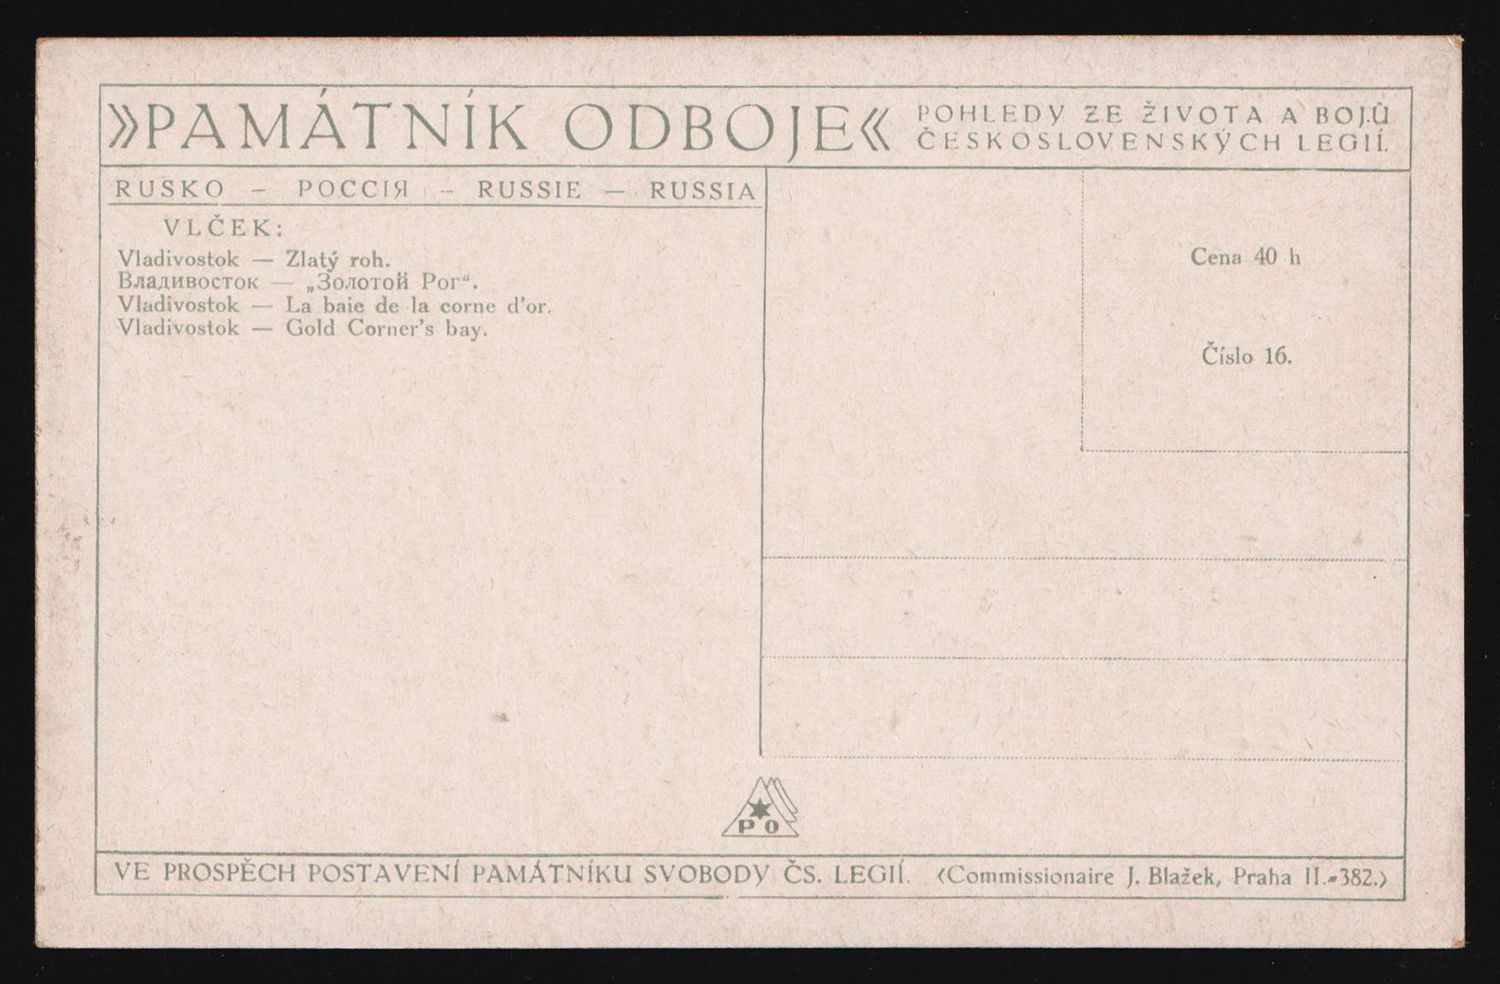 »PAMÁTNÍK ODBOJE«
POHLEDY ZE ŽIVOTA A BOJŮ
ČESKOSLOVENSKÝCH LEGIÍ.
RUSKO – РОССІЯ – RUSSIE — RUSSIA
VLČEK:
Vladivostok — Zlatý roh.
Владивосток — „Золотой Рог“.
Vladivostok — La baie de la corne d'or.
Vladivostok — Gold Corner's bay.
Cena 40 h
Číslo 16.
PO
VE PROSPĚCH POSTAVENÍ PAMÁTNÍKU SVOBODY ČS. LEGIÍ. (Commissionaire J. Blažek, Praha II.-382.)